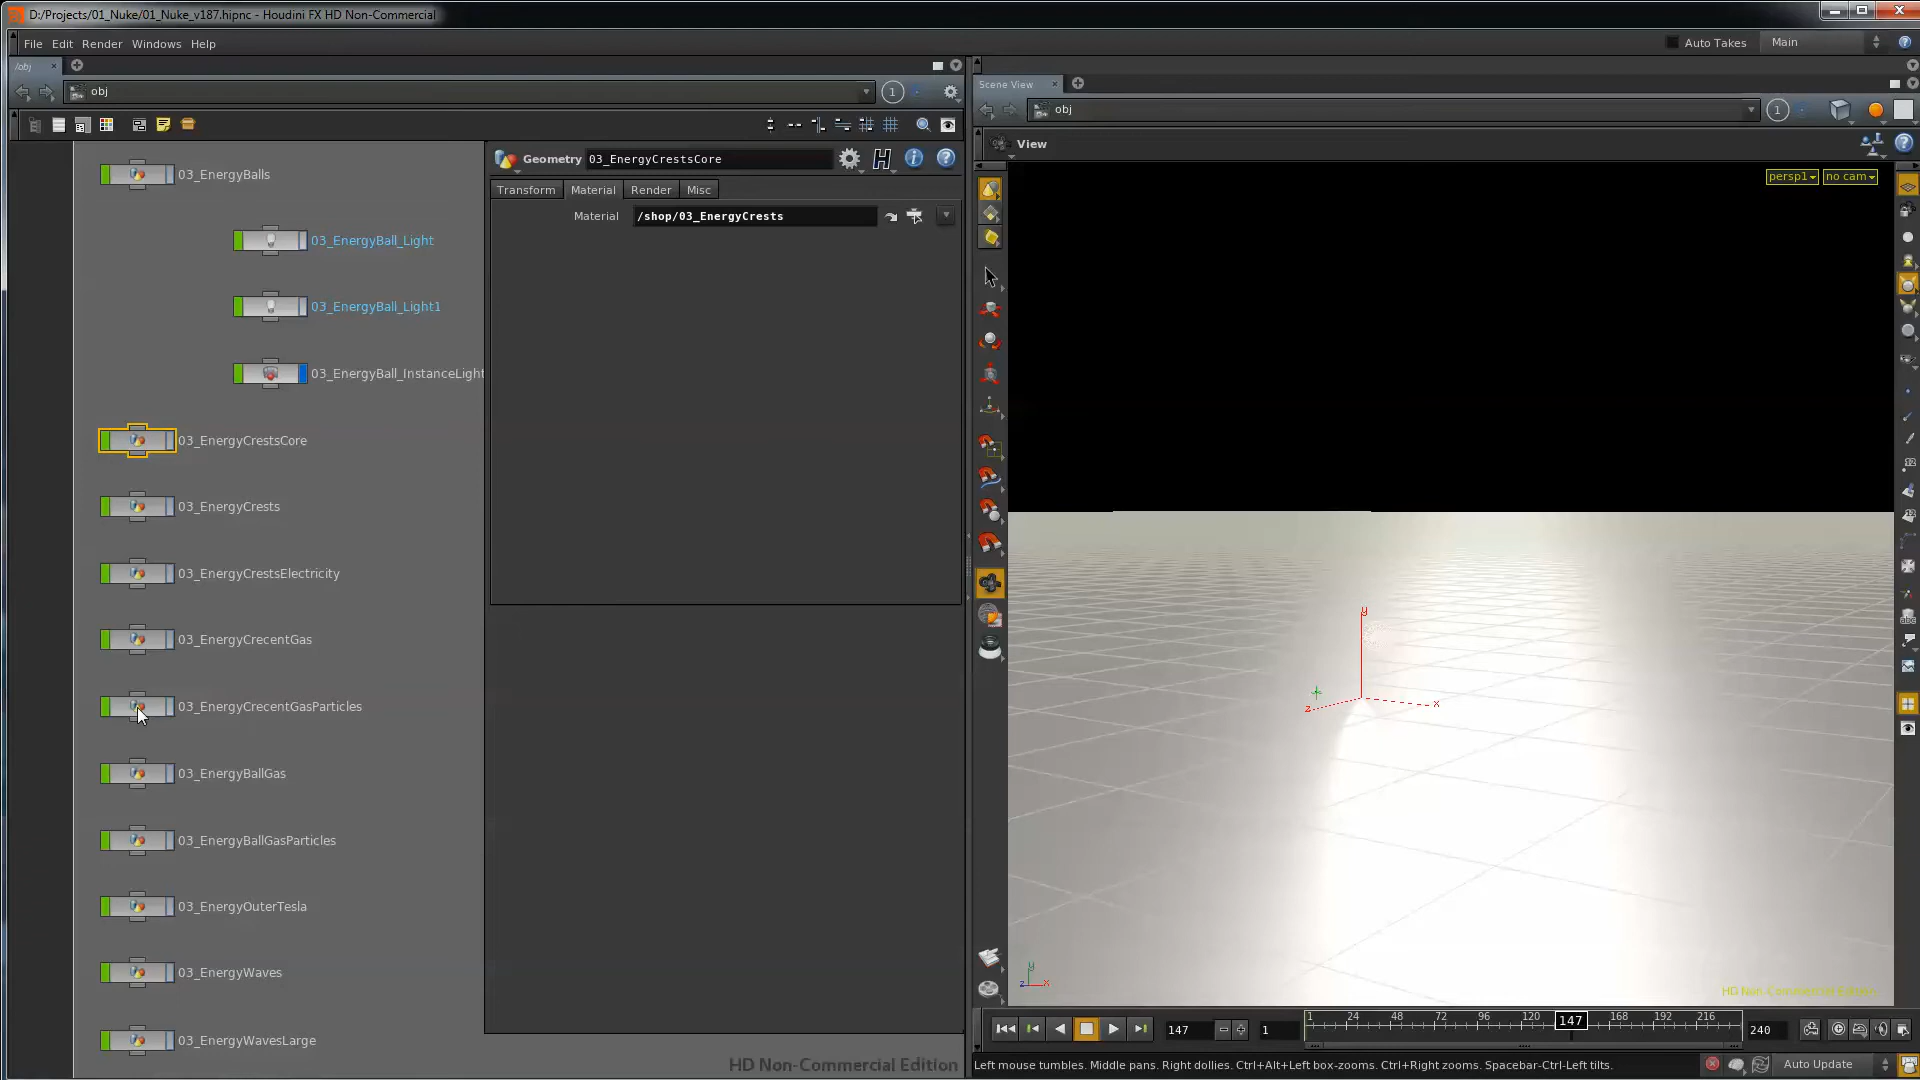 D:/Projects/01_Nuke/01_Nuke_v187.hipnc - Houdini FX HD Non-Commercial
File Edit Render Windows Help
Auto Takes Main
/obj
obj 1
Scene View
obj 1
View
03_EnergyBalls
03_EnergyBall_Light
03_EnergyBall_Light1
03_EnergyBall_InstanceLight
03_EnergyCrestsCore
03_EnergyCrests
03_EnergyCrestsElectricity
03_EnergyCrecentGas
03_EnergyCrecentGasParticles
03_EnergyBallGas
03_EnergyBallGasParticles
03_EnergyOuterTesla
03_EnergyWaves
03_EnergyWavesLarge
Geometry 03_EnergyCrestsCore
Transform Material Render Misc
Material /shop/03_EnergyCrests
HD Non-Commercial Edition
persp1 no cam
y
z x
y
z x
HD Non-Commercial Edition
147 1
1 24 48 72 96 120 147 168 192 216
240
Left mouse tumbles. Middle pans. Right dollies. Ctrl+Alt+Left box-zooms. Ctrl+Right zooms. Spacebar-Ctrl-Left tilts.
Auto Update